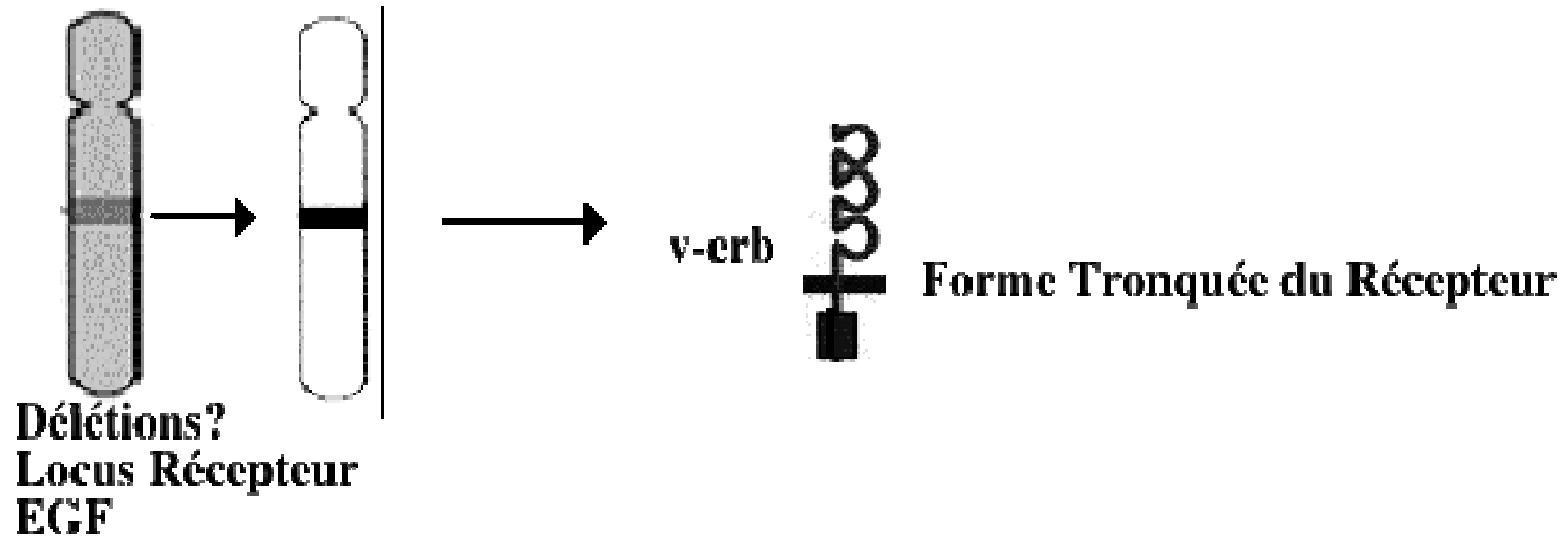 v-erb
Forme Tronquée du Récepteur
Délétions?
Locus Récepteur
EGF